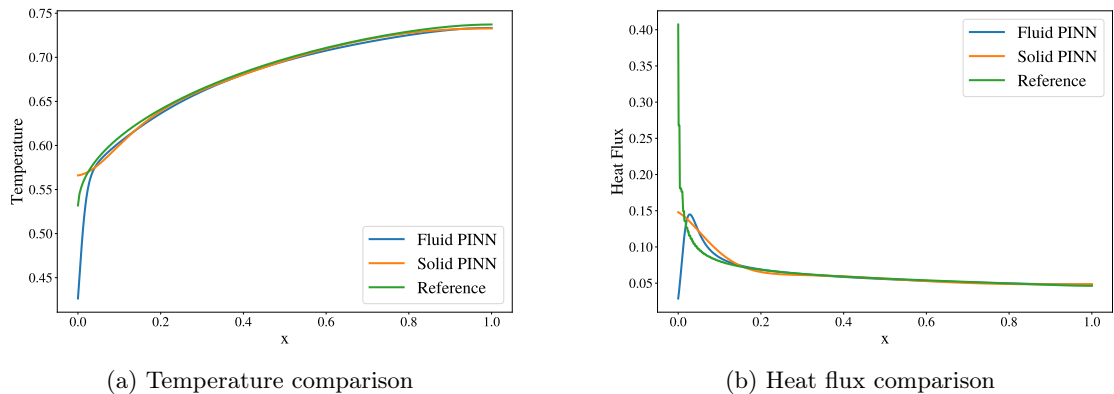 0.75
0.70
0.65
0.60
0.55
0.50
0.45
Temperature
Fluid PINN
Solid PINN
Reference
0.0
0.2
0.4
0.6
0.8
1.0
x
(a) Temperature comparison
0.40
0.35
0.30
0.25
0.20
0.15
0.10
0.05
Heat Flux
Fluid PINN
Solid PINN
Reference
0.0
0.2
0.4
0.6
0.8
1.0
x
(b) Heat flux comparison